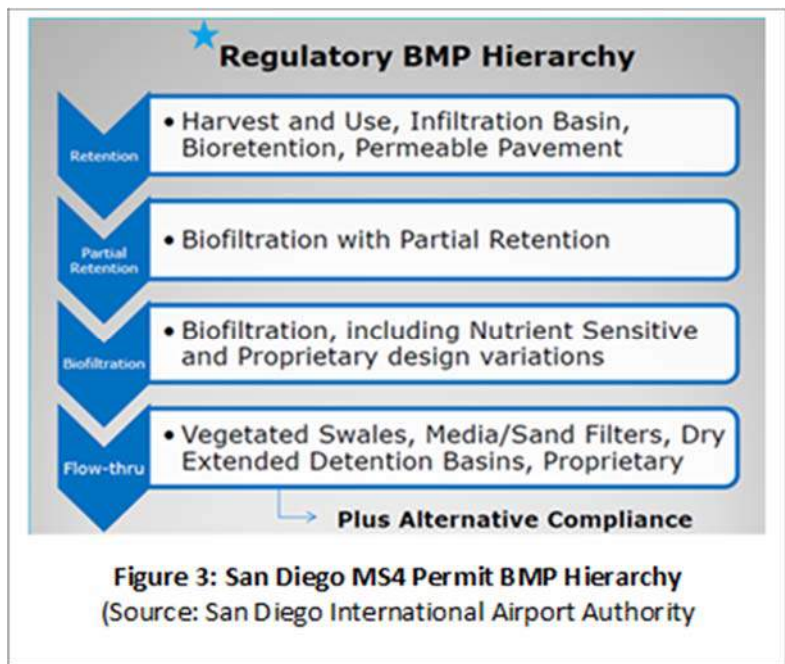 Regulatory BMP Hierarchy
Retention
• Harvest and Use, Infiltration Basin,
Bioretention, Permeable Pavement
Partial
Retention
• Biofiltration with Partial Retention
Biofiltration
• Biofiltration, including Nutrient Sensitive
and Proprietary design variations
Flow-thru
• Vegetated Swales, Media/Sand Filters, Dry
Extended Detention Basins, Proprietary
Plus Alternative Compliance
Figure 3: San Diego MS4 Permit BMP Hierarchy
(Source: San Diego International Airport Authority